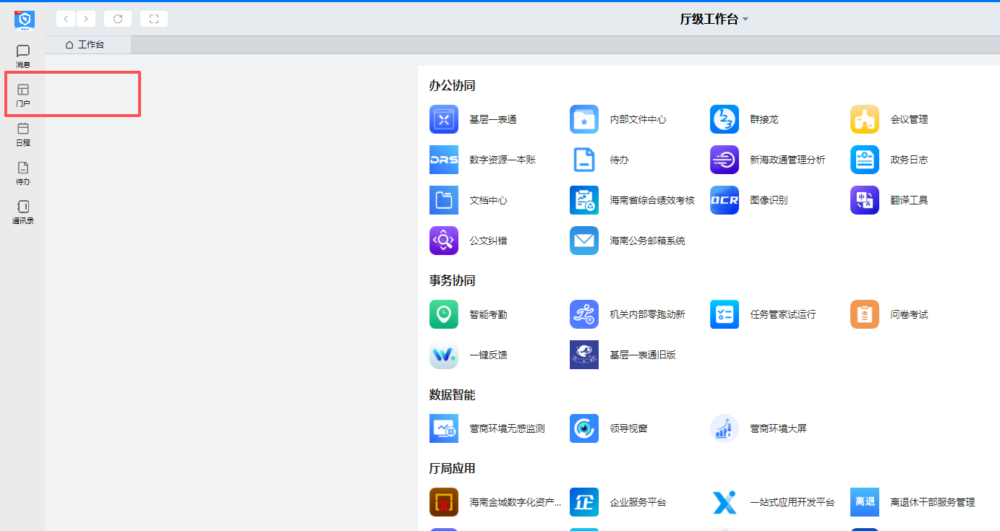 厅级工作台
工作台
消息
门户
日程
待办
通讯录
办公协同
基层一表通
内部文件中心
123
群接龙
会议管理
DRS
数字资源一本账
待办
新海政通管理分析
政务日志
文档中心
海南省综合绩效考核
OCR
图像识别
中 A
翻译工具
公文纠错
海南公务邮箱系统
事务协同
智能考勤
机关内部零跑动新
任务管家试运行
问卷考试
一键反馈
基层一表通旧版
数据智能
营商环境无感监测
领导视窗
营商环境大屏
厅局应用
海南金城数字化资产...
企
企业服务平台
一站式应用开发平台
离退
离退休干部服务管理